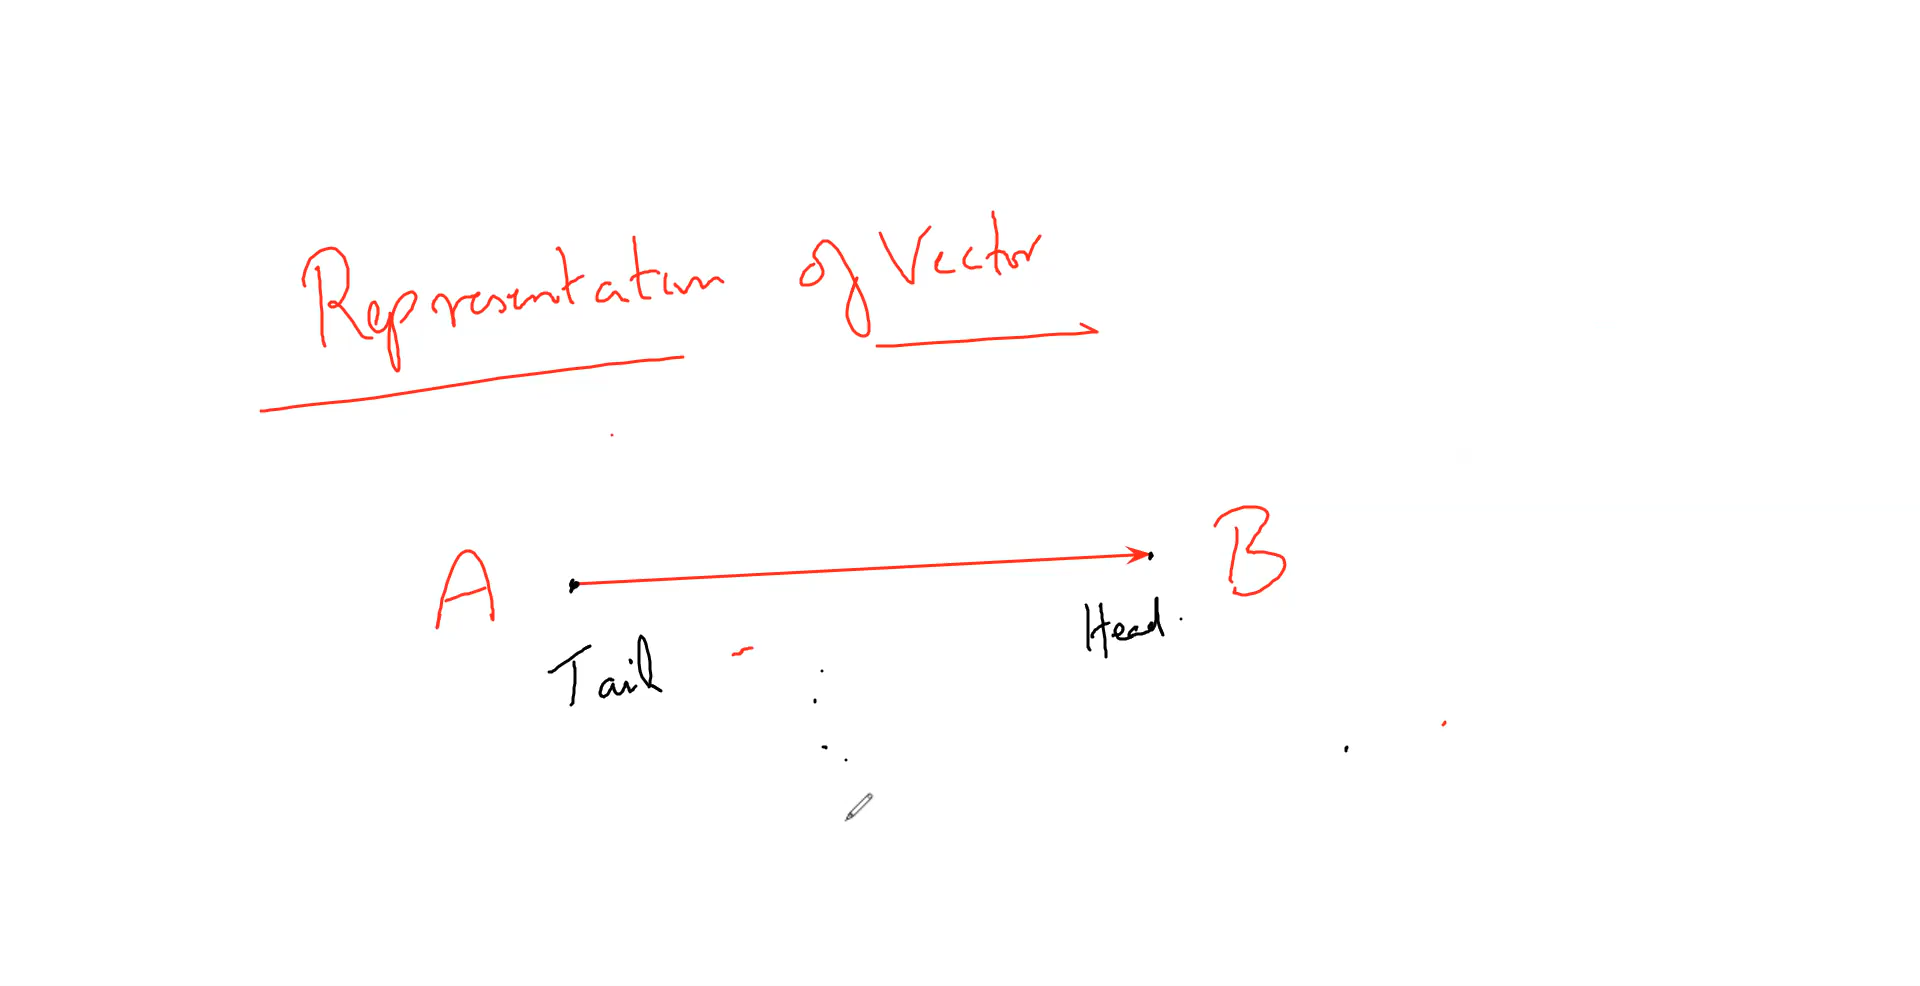 Representation of Vector
A B
Head.
Tail